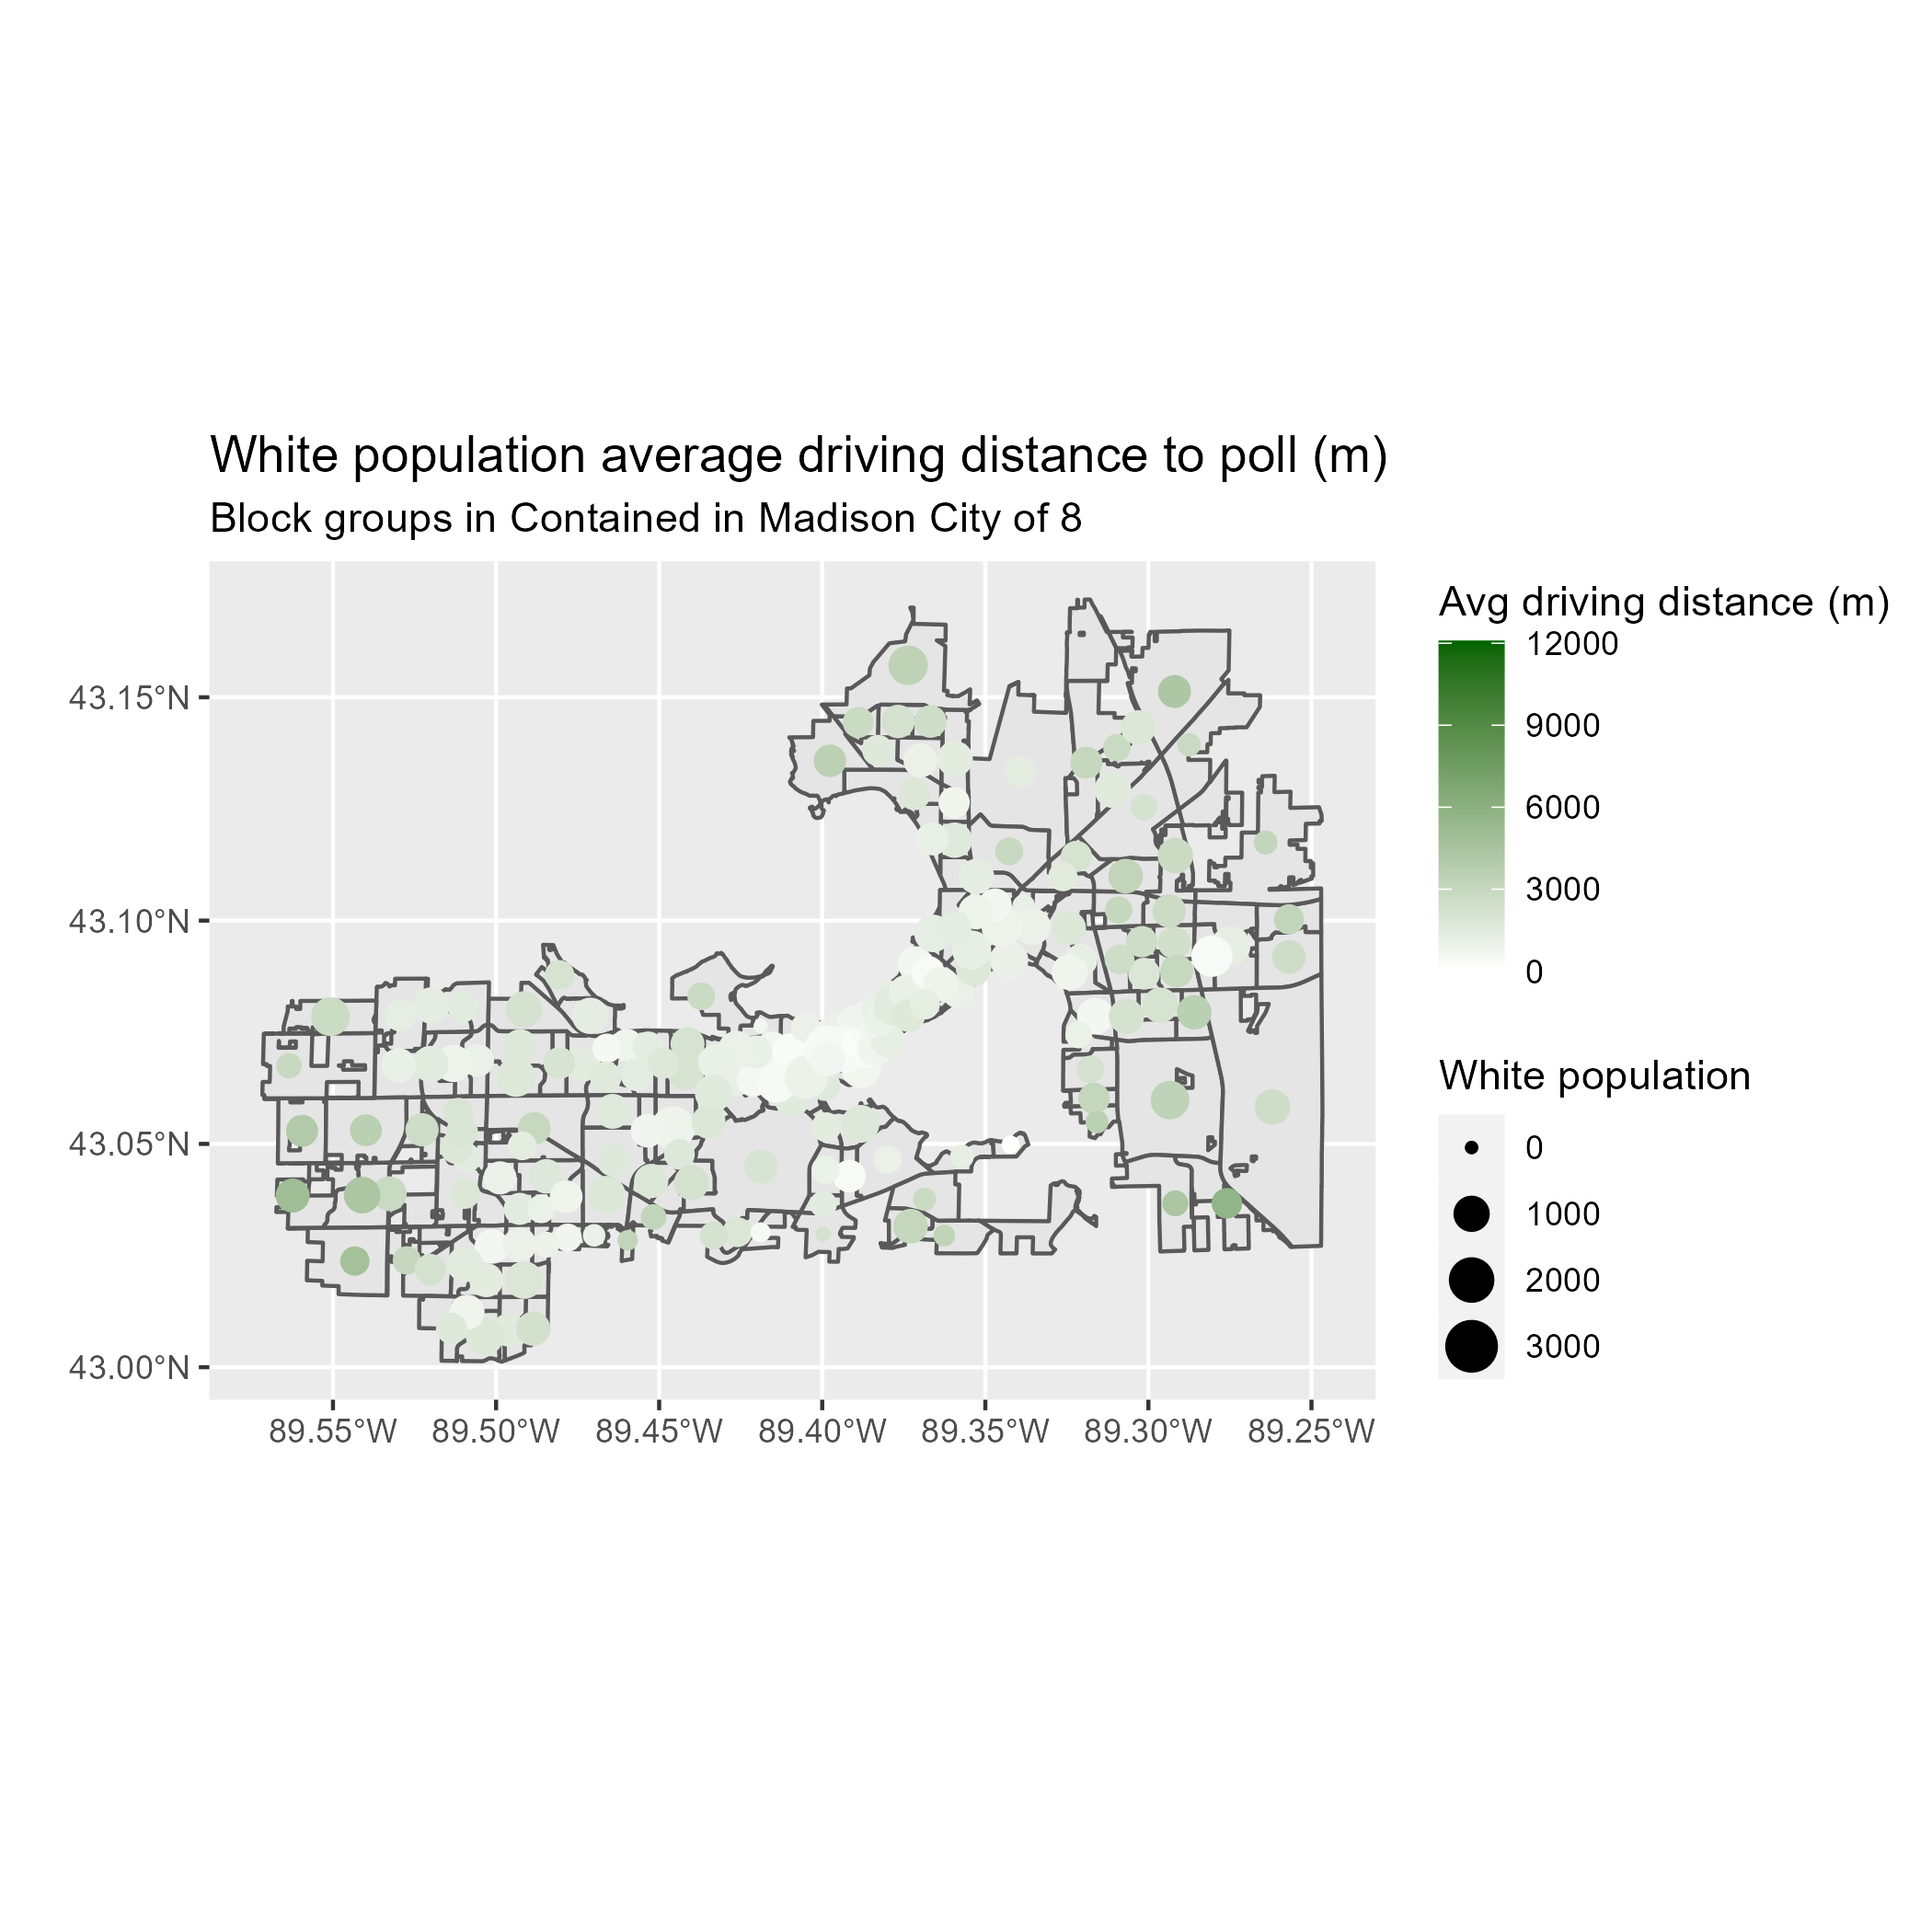 White population average driving distance to poll (m)
Block groups in Contained in Madison City of 8
43.15°N
43.10°N
43.05°N
43.00°N
89.55°W
89.50°W
89.45°W
89.40°W
89.35°W
89.30°W
89.25°W
Avg driving distance (m)
12000
9000
6000
3000
0
White population
0
1000
2000
3000